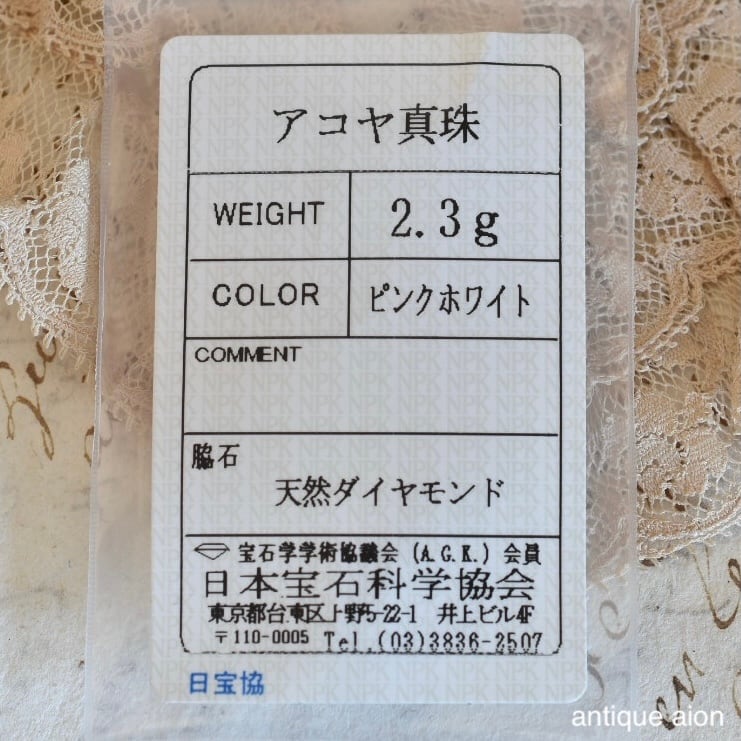 アコヤ真珠
WEIGHT 2.3g
COLOR ピンクホワイト
COMMENT
脇石
天然ダイヤモンド
宝石学学術協議会 (A.G.K.) 会員
日本宝石科学協会
東京都台東区上野5-22-1 井上ビル4F
〒110-0005 Tel.(03)3836-2507
日宝協
antique aion